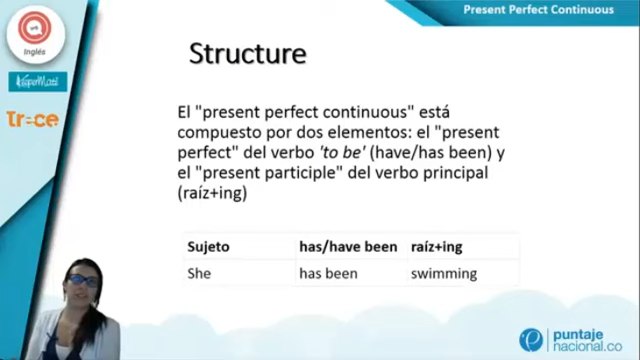 Present Perfect Continuous
Inglés
Trece
Structure
El "present perfect continuous" está
compuesto por dos elementos: el "present
perfect" del verbo 'to be' (have/has been) y
el "present participle" del verbo principal
(raíz+ing)
Sujeto has/have been raíz+ing
She has been swimming
puntaje
nacional.co